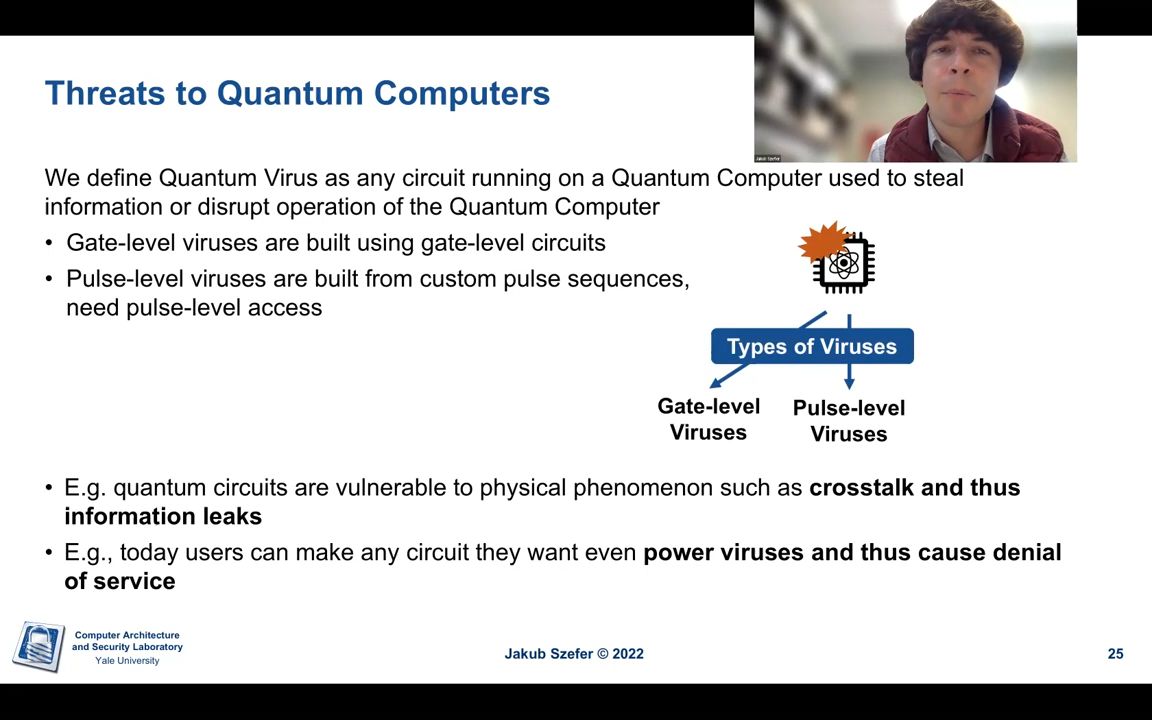 Threats to Quantum Computers
Jakub Szefer
We define Quantum Virus as any circuit running on a Quantum Computer used to steal
information or disrupt operation of the Quantum Computer
• Gate-level viruses are built using gate-level circuits
• Pulse-level viruses are built from custom pulse sequences,
need pulse-level access
Types of Viruses
Gate-level
Viruses
Pulse-level
Viruses
• E.g. quantum circuits are vulnerable to physical phenomenon such as crosstalk and thus
information leaks
• E.g., today users can make any circuit they want even power viruses and thus cause denial
of service
Computer Architecture
and Security Laboratory
Yale University
Jakub Szefer © 2022
25